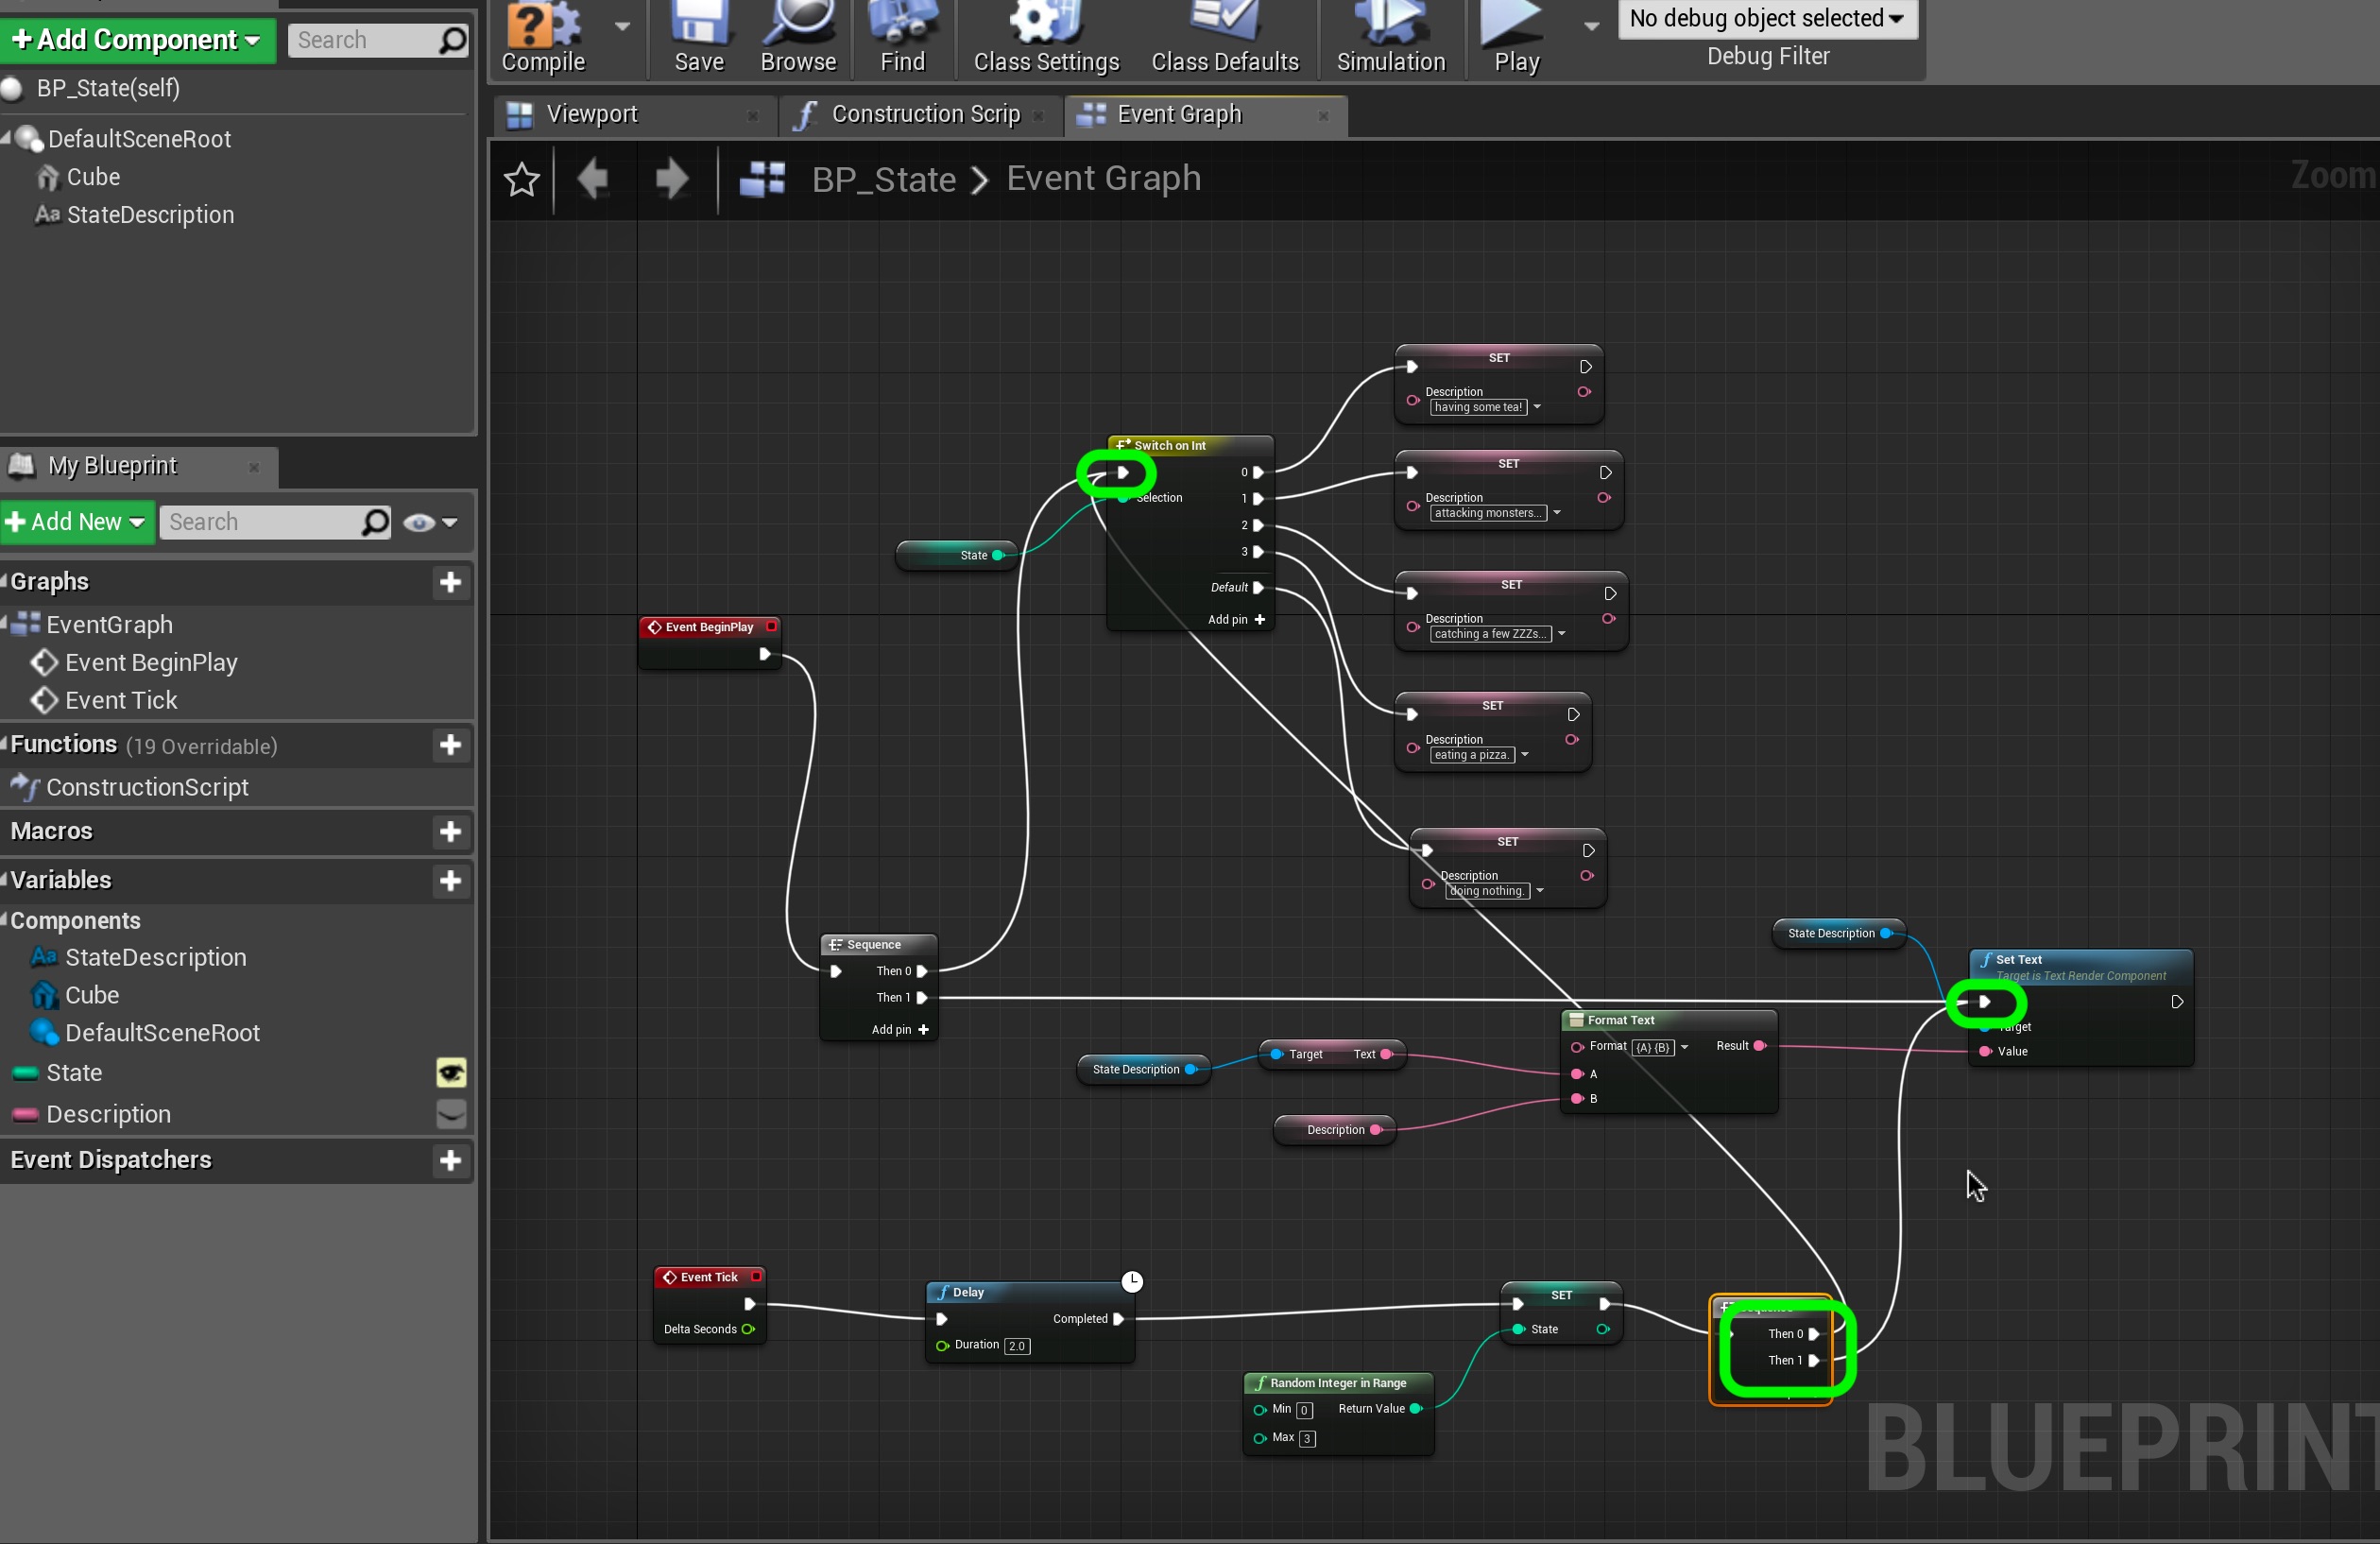 Add Component
Search
BP_State(self)
DefaultSceneRoot
Cube
StateDescription
My Blueprint
Add New
Search
Graphs
EventGraph
Event BeginPlay
Event Tick
Functions (19 Overridable)
ConstructionScript
Macros
Variables
Components
StateDescription
Cube
DefaultSceneRoot
State
Description
Event Dispatchers
Compile
Save
Browse
Find
Class Settings
Class Defaults
Simulation
Play
No debug object selected
Debug Filter
Viewport
Construction Scrip
Event Graph
BP_State > Event Graph
Zoom
SET
Description
having some tea!
Switch on Int
0
Selection
1
2
3
Default
Add pin
SET
Description
attacking monsters...
State
SET
Description
catching a few ZZZs...
Event BeginPlay
SET
Description
eating a pizza.
SET
Description
doing nothing.
Sequence
Then 0
Then 1
Add pin
State Description
Set Text
Target is Text Render Component
Target
Value
Format Text
Format {A} {B}
Result
A
B
State Description
Target Text
Description
Event Tick
Delta Seconds
Delay
Completed
Duration 2.0
SET
State
Random Integer in Range
Min 0
Return Value
Max 3
Then 0
Then 1
BLUEPRINT